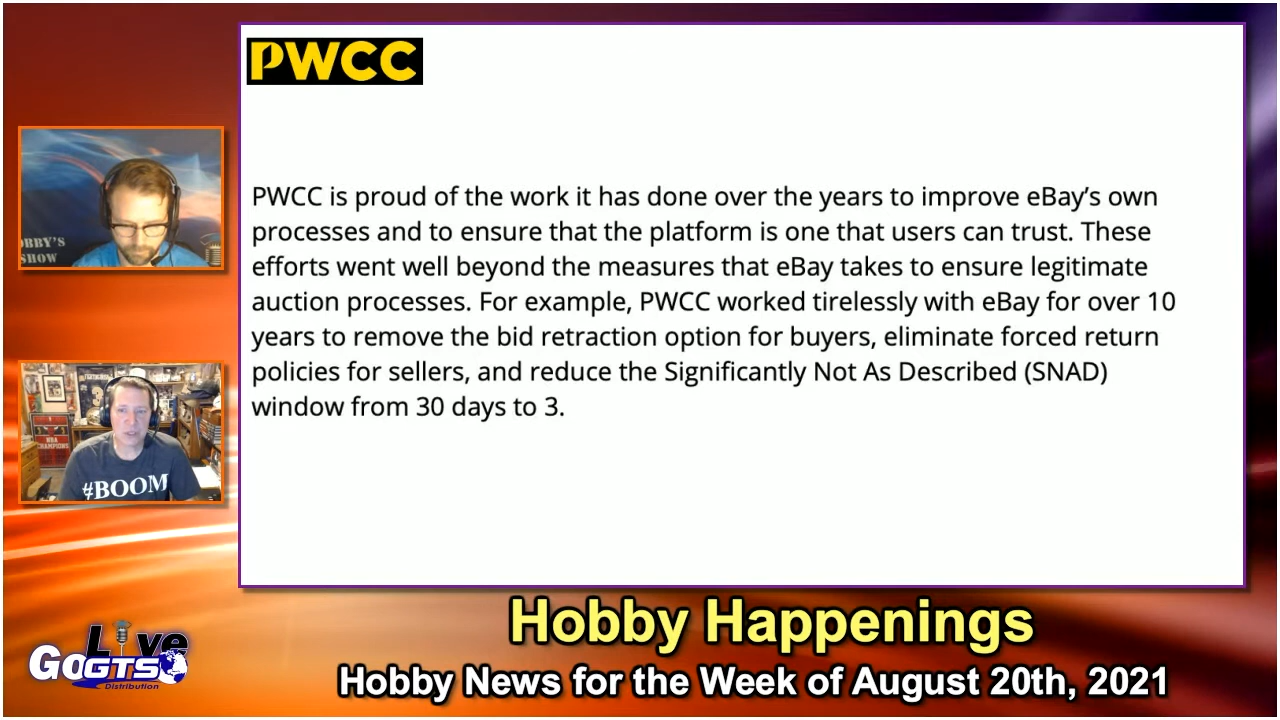 PWCC
PWCC is proud of the work it has done over the years to improve eBay’s own
processes and to ensure that the platform is one that users can trust. These
efforts went well beyond the measures that eBay takes to ensure legitimate
auction processes. For example, PWCC worked tirelessly with eBay for over 10
years to remove the bid retraction option for buyers, eliminate forced return
policies for sellers, and reduce the Significantly Not As Described (SNAD)
window from 30 days to 3.
OBBY'S
SHOW
NBA
CHAMPIONS
#BOOM
Live
GOGTS
Distribution
Hobby Happenings
Hobby News for the Week of August 20th, 2021